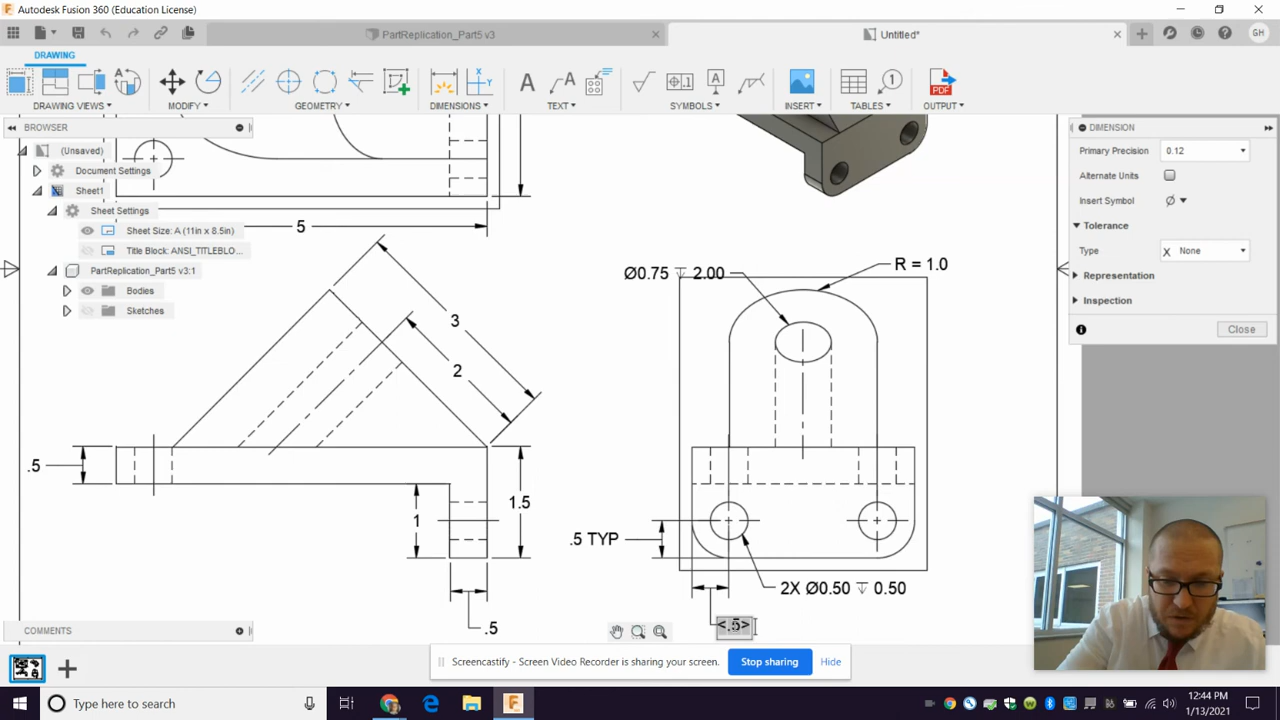 Autodesk Fusion 360 (Education License)
PartReplication_Part5 v3
Untitled*
GH
DRAWING
DRAWING VIEWS
MODIFY
GEOMETRY
DIMENSIONS
TEXT
SYMBOLS
INSERT
TABLES
OUTPUT
BROWSER
(Unsaved)
Document Settings
Sheet1
Sheet Settings
Sheet Size: A (11in x 8.5in)
Title Block: ANSI_TITLEBLO...
PartReplication_Part5 v3:1
Bodies
Sketches
DIMENSION
Primary Precision 0.12
Alternate Units
Insert Symbol Ø
Tolerance
Type None
Representation
Inspection
Close
5
3
2
.5
1
1.5
.5
Ø0.75 ↧ 2.00
R = 1.0
.5 TYP
2X Ø0.50 ↧ 0.50
<.5>
COMMENTS
Screencastify - Screen Video Recorder is sharing your screen.
Stop sharing
Hide
Type here to search
12:44 PM
1/13/2021